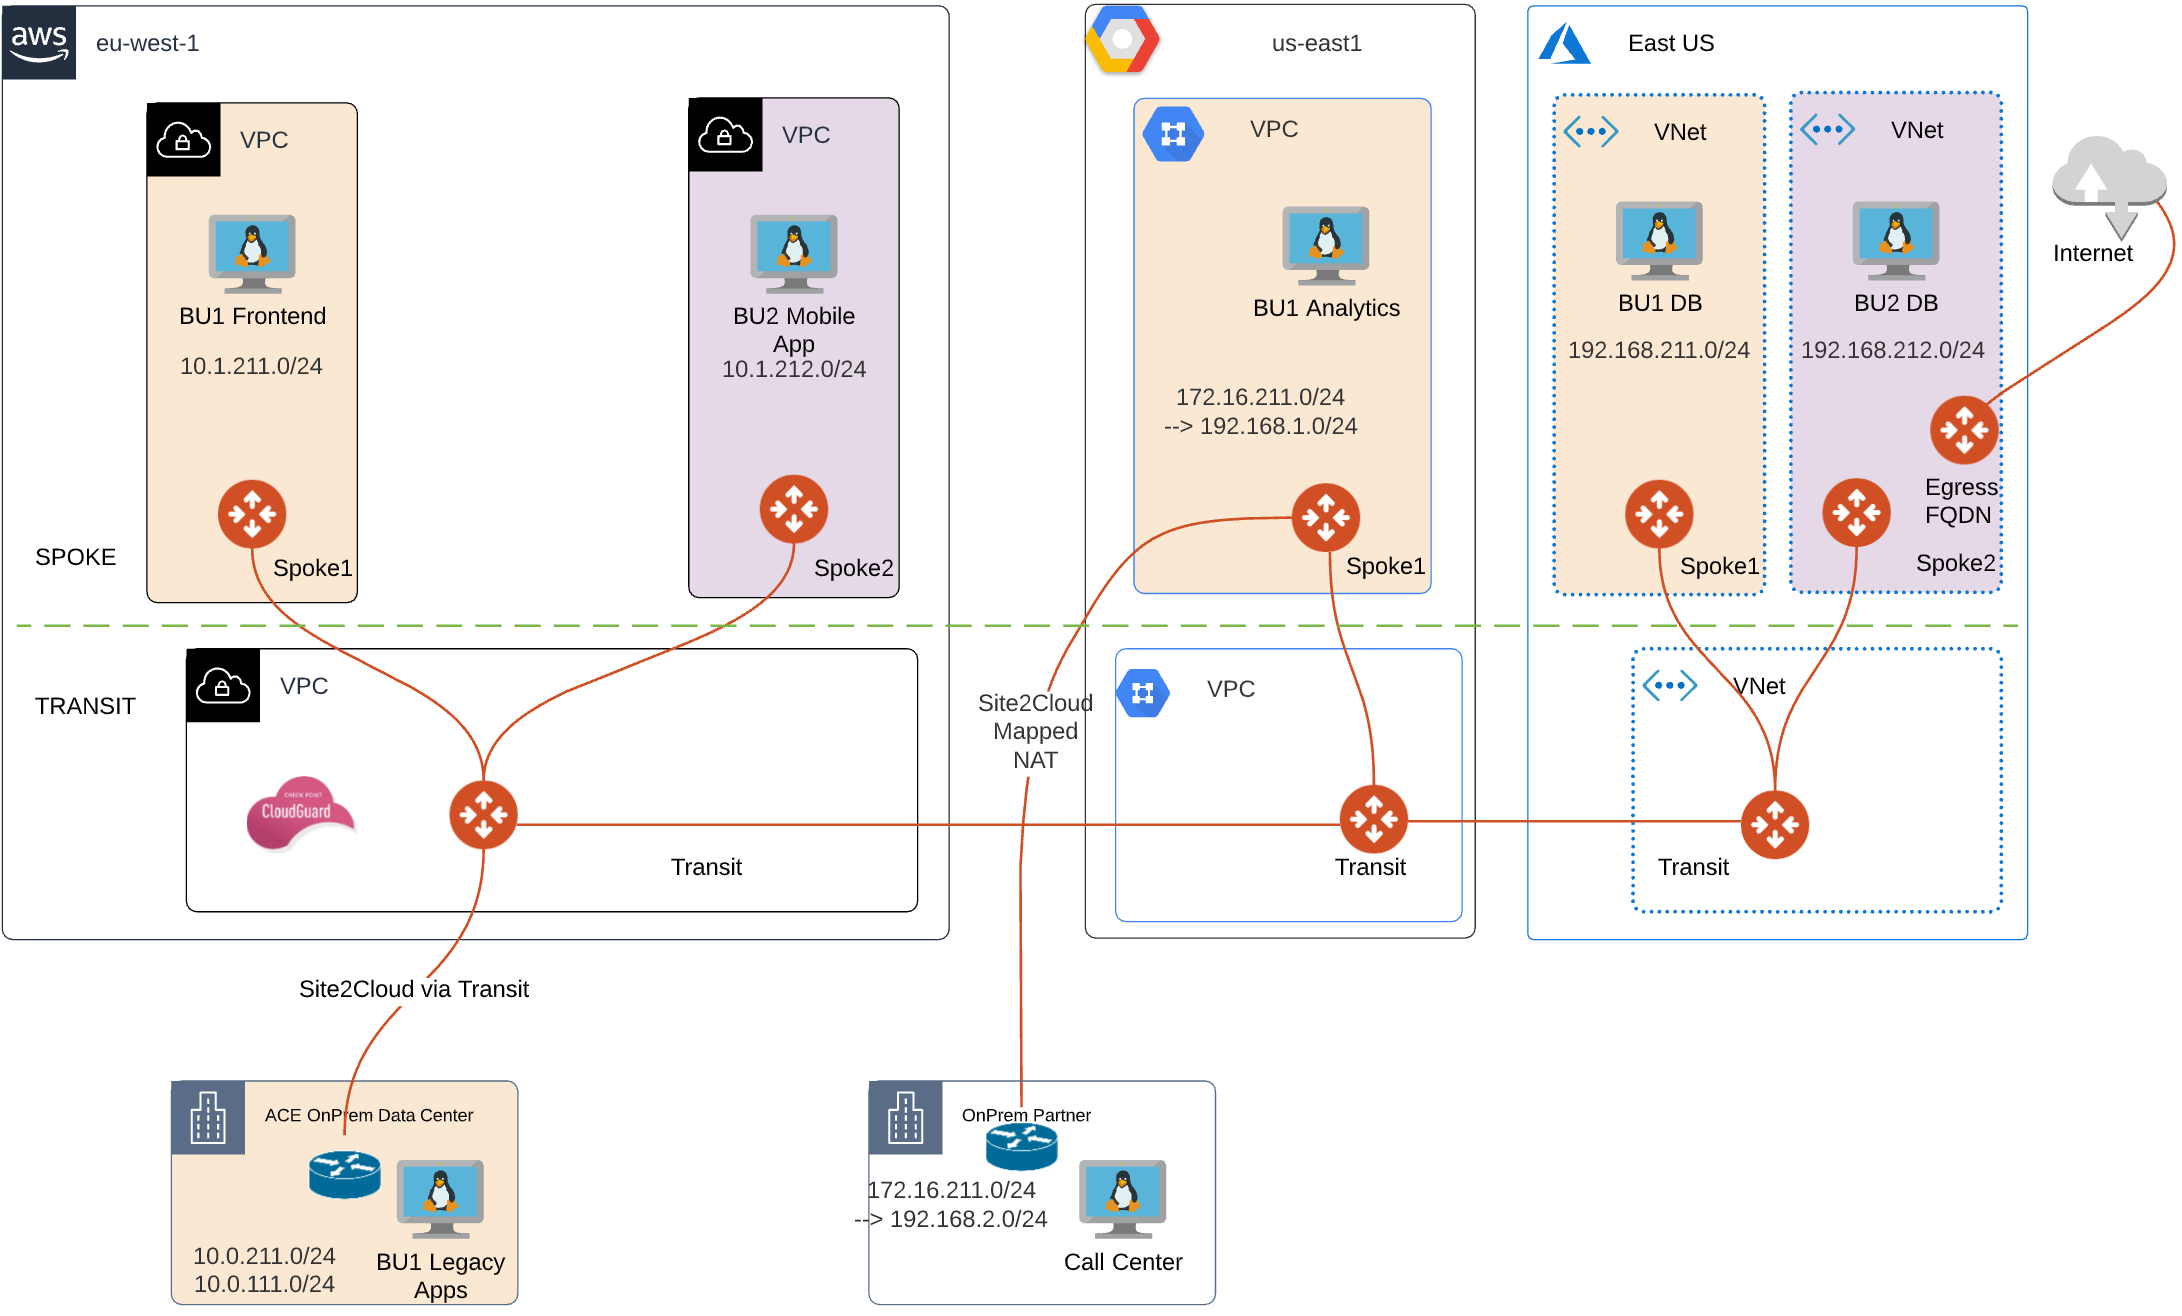 aws
eu-west-1
VPC
BU1 Frontend
10.1.211.0/24
Spoke1
VPC
BU2 Mobile
App
10.1.212.0/24
Spoke2
SPOKE
TRANSIT
VPC
CHECK POINT
CloudGuard
Transit
us-east1
VPC
BU1 Analytics
172.16.211.0/24
--> 192.168.1.0/24
Spoke1
Site2Cloud
Mapped
NAT
VPC
Transit
East US
VNet
BU1 DB
192.168.211.0/24
Spoke1
VNet
BU2 DB
192.168.212.0/24
Egress
FQDN
Spoke2
VNet
Transit
Internet
Site2Cloud via Transit
ACE OnPrem Data Center
10.0.211.0/24
10.0.111.0/24
BU1 Legacy
Apps
OnPrem Partner
172.16.211.0/24
--> 192.168.2.0/24
Call Center